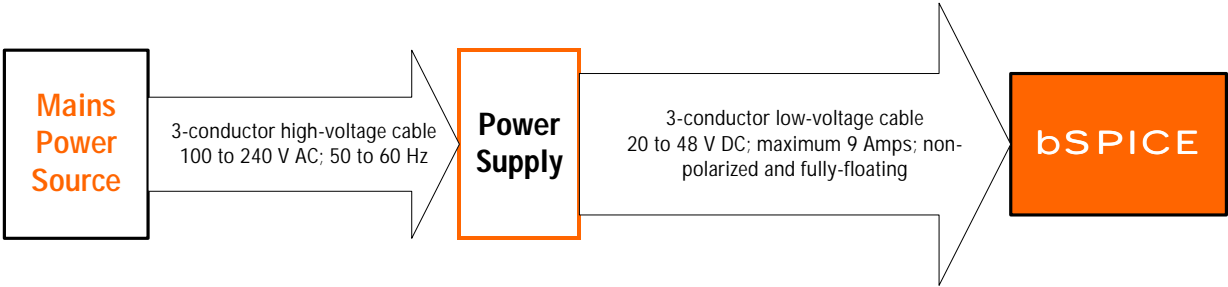 Mains
Power
Source
3-conductor high-voltage cable
100 to 240 V AC; 50 to 60 Hz
Power
Supply
3-conductor low-voltage cable
20 to 48 V DC; maximum 9 Amps; non-
polarized and fully-floating
bSPICE